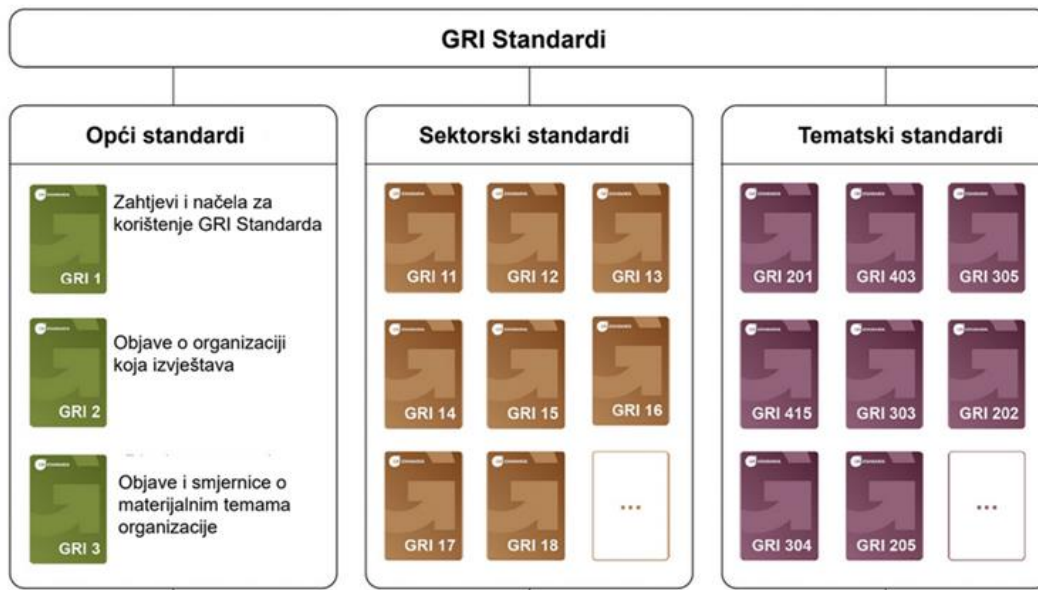 GRI Standardi
Opći standardi
Zahtjevi i načela za
korištenje GRI Standarda
GRI 1
Objave o organizaciji
koja izvještava
GRI 2
Objave i smjernice o
materijalnim temama
organizacije
GRI 3
Sektorski standardi
GRI 11
GRI 12
GRI 13
GRI 14
GRI 15
GRI 16
GRI 17
GRI 18
...
Tematski standardi
GRI 201
GRI 403
GRI 305
GRI 415
GRI 303
GRI 202
GRI 304
GRI 205
...